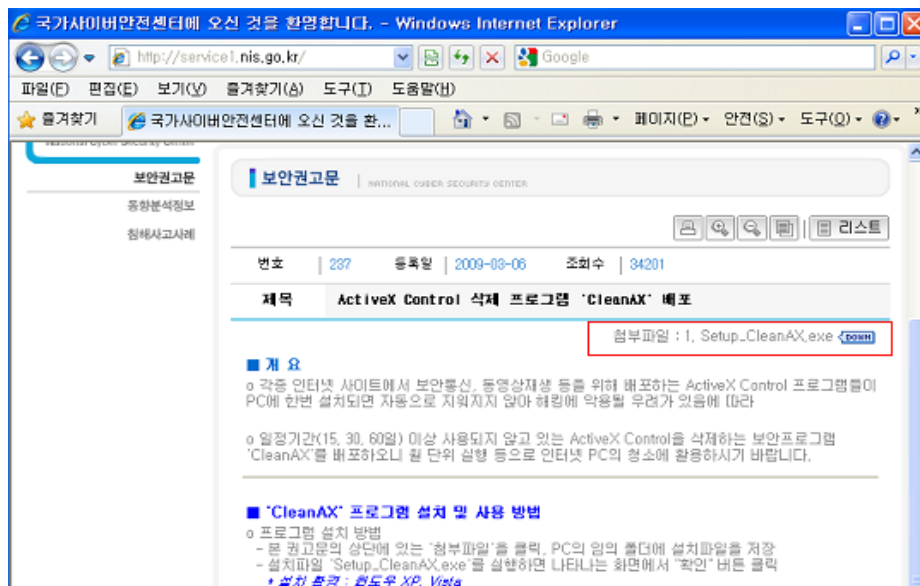 국가사이버안전센터에 오신 것을 환영합니다. - Windows Internet Explorer
http://service1.nis.go.kr/
Google
파일(F) 편집(E) 보기(V) 즐겨찾기(A) 도구(T) 도움말(H)
즐겨찾기 국가사이버안전센터에 오신 것을 환... 페이지(P) 안전(S) 도구(O)
National Cyber Security Center
보안권고문
동향분석정보
침해사고사례
보안권고문 | NATIONAL CYBER SECURITY CENTER
리스트
번호 | 237 등록일 | 2009-03-06 조회수 | 34201
제목 ActiveX Control 삭제 프로그램 'CleanAX' 배포
첨부파일 : 1. Setup_CleanAX.exe DOWN
■ 개 요
o 각종 인터넷 사이트에서 보안통신, 동영상재생 등을 위해 배포하는 ActiveX Control 프로그램들이
PC에 한번 설치되면 자동으로 지워지지 않아 해킹에 악용될 우려가 있음에 따라
o 일정기간(15, 30, 60일) 이상 사용되지 않고 있는 ActiveX Control을 삭제하는 보안프로그램
'CleanAX'를 배포하오니 월 단위 실행 등으로 인터넷 PC의 청소에 활용하시기 바랍니다.
■ 'CleanAX' 프로그램 설치 및 사용 방법
o 프로그램 설치 방법
- 본 권고문의 상단에 있는 '첨부파일'을 클릭, PC의 임의 폴더에 설치파일을 저장
- 설치파일 'Setup_CleanAX.exe'를 실행하면 나타나는 화면에서 "확인" 버튼 클릭
* 설치 환경 : 윈도우 XP, Vista